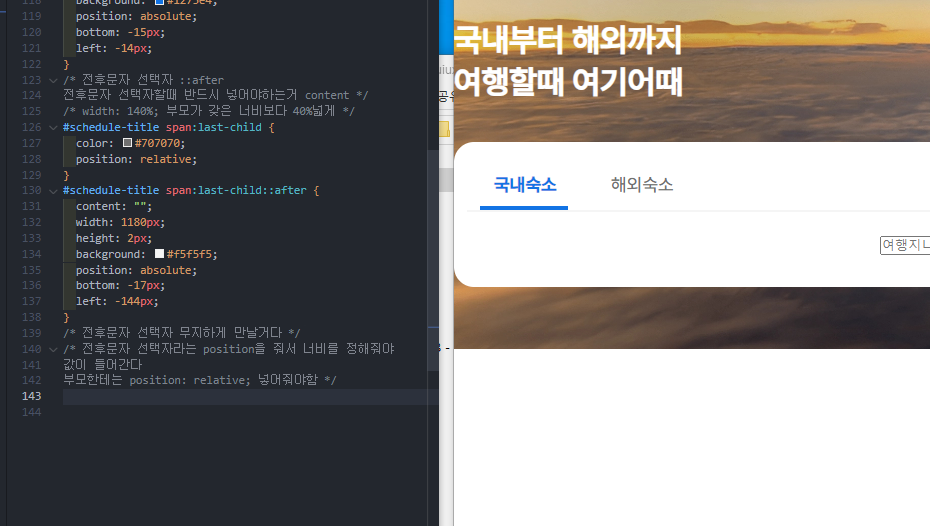 background: #1275e4;
119 position: absolute;
120 bottom: -15px;
121 left: -14px;
122 }
123 /* 전후문자 선택자 ::after
124 전후문자 선택자할때 반드시 넣어야하는거 content */
125 /* width: 140%; 부모가 갖은 너비보다 40%넓게 */
126 #schedule-title span:last-child {
127 color: #707070;
128 position: relative;
129 }
130 #schedule-title span:last-child::after {
131 content: "";
132 width: 1180px;
133 height: 2px;
134 background: #f5f5f5;
135 position: absolute;
136 bottom: -17px;
137 left: -144px;
138 }
139 /* 전후문자 선택자 무지하게 만날거다 */
140 /* 전후문자 선택자라는 position을 줘서 너비를 정해줘야
141 값이 들어간다
142 부모한테는 position: relative; 넣어줘야함 */
143
144
국내부터 해외까지
여행할때 여기어때
국내숙소 해외숙소
여행지나